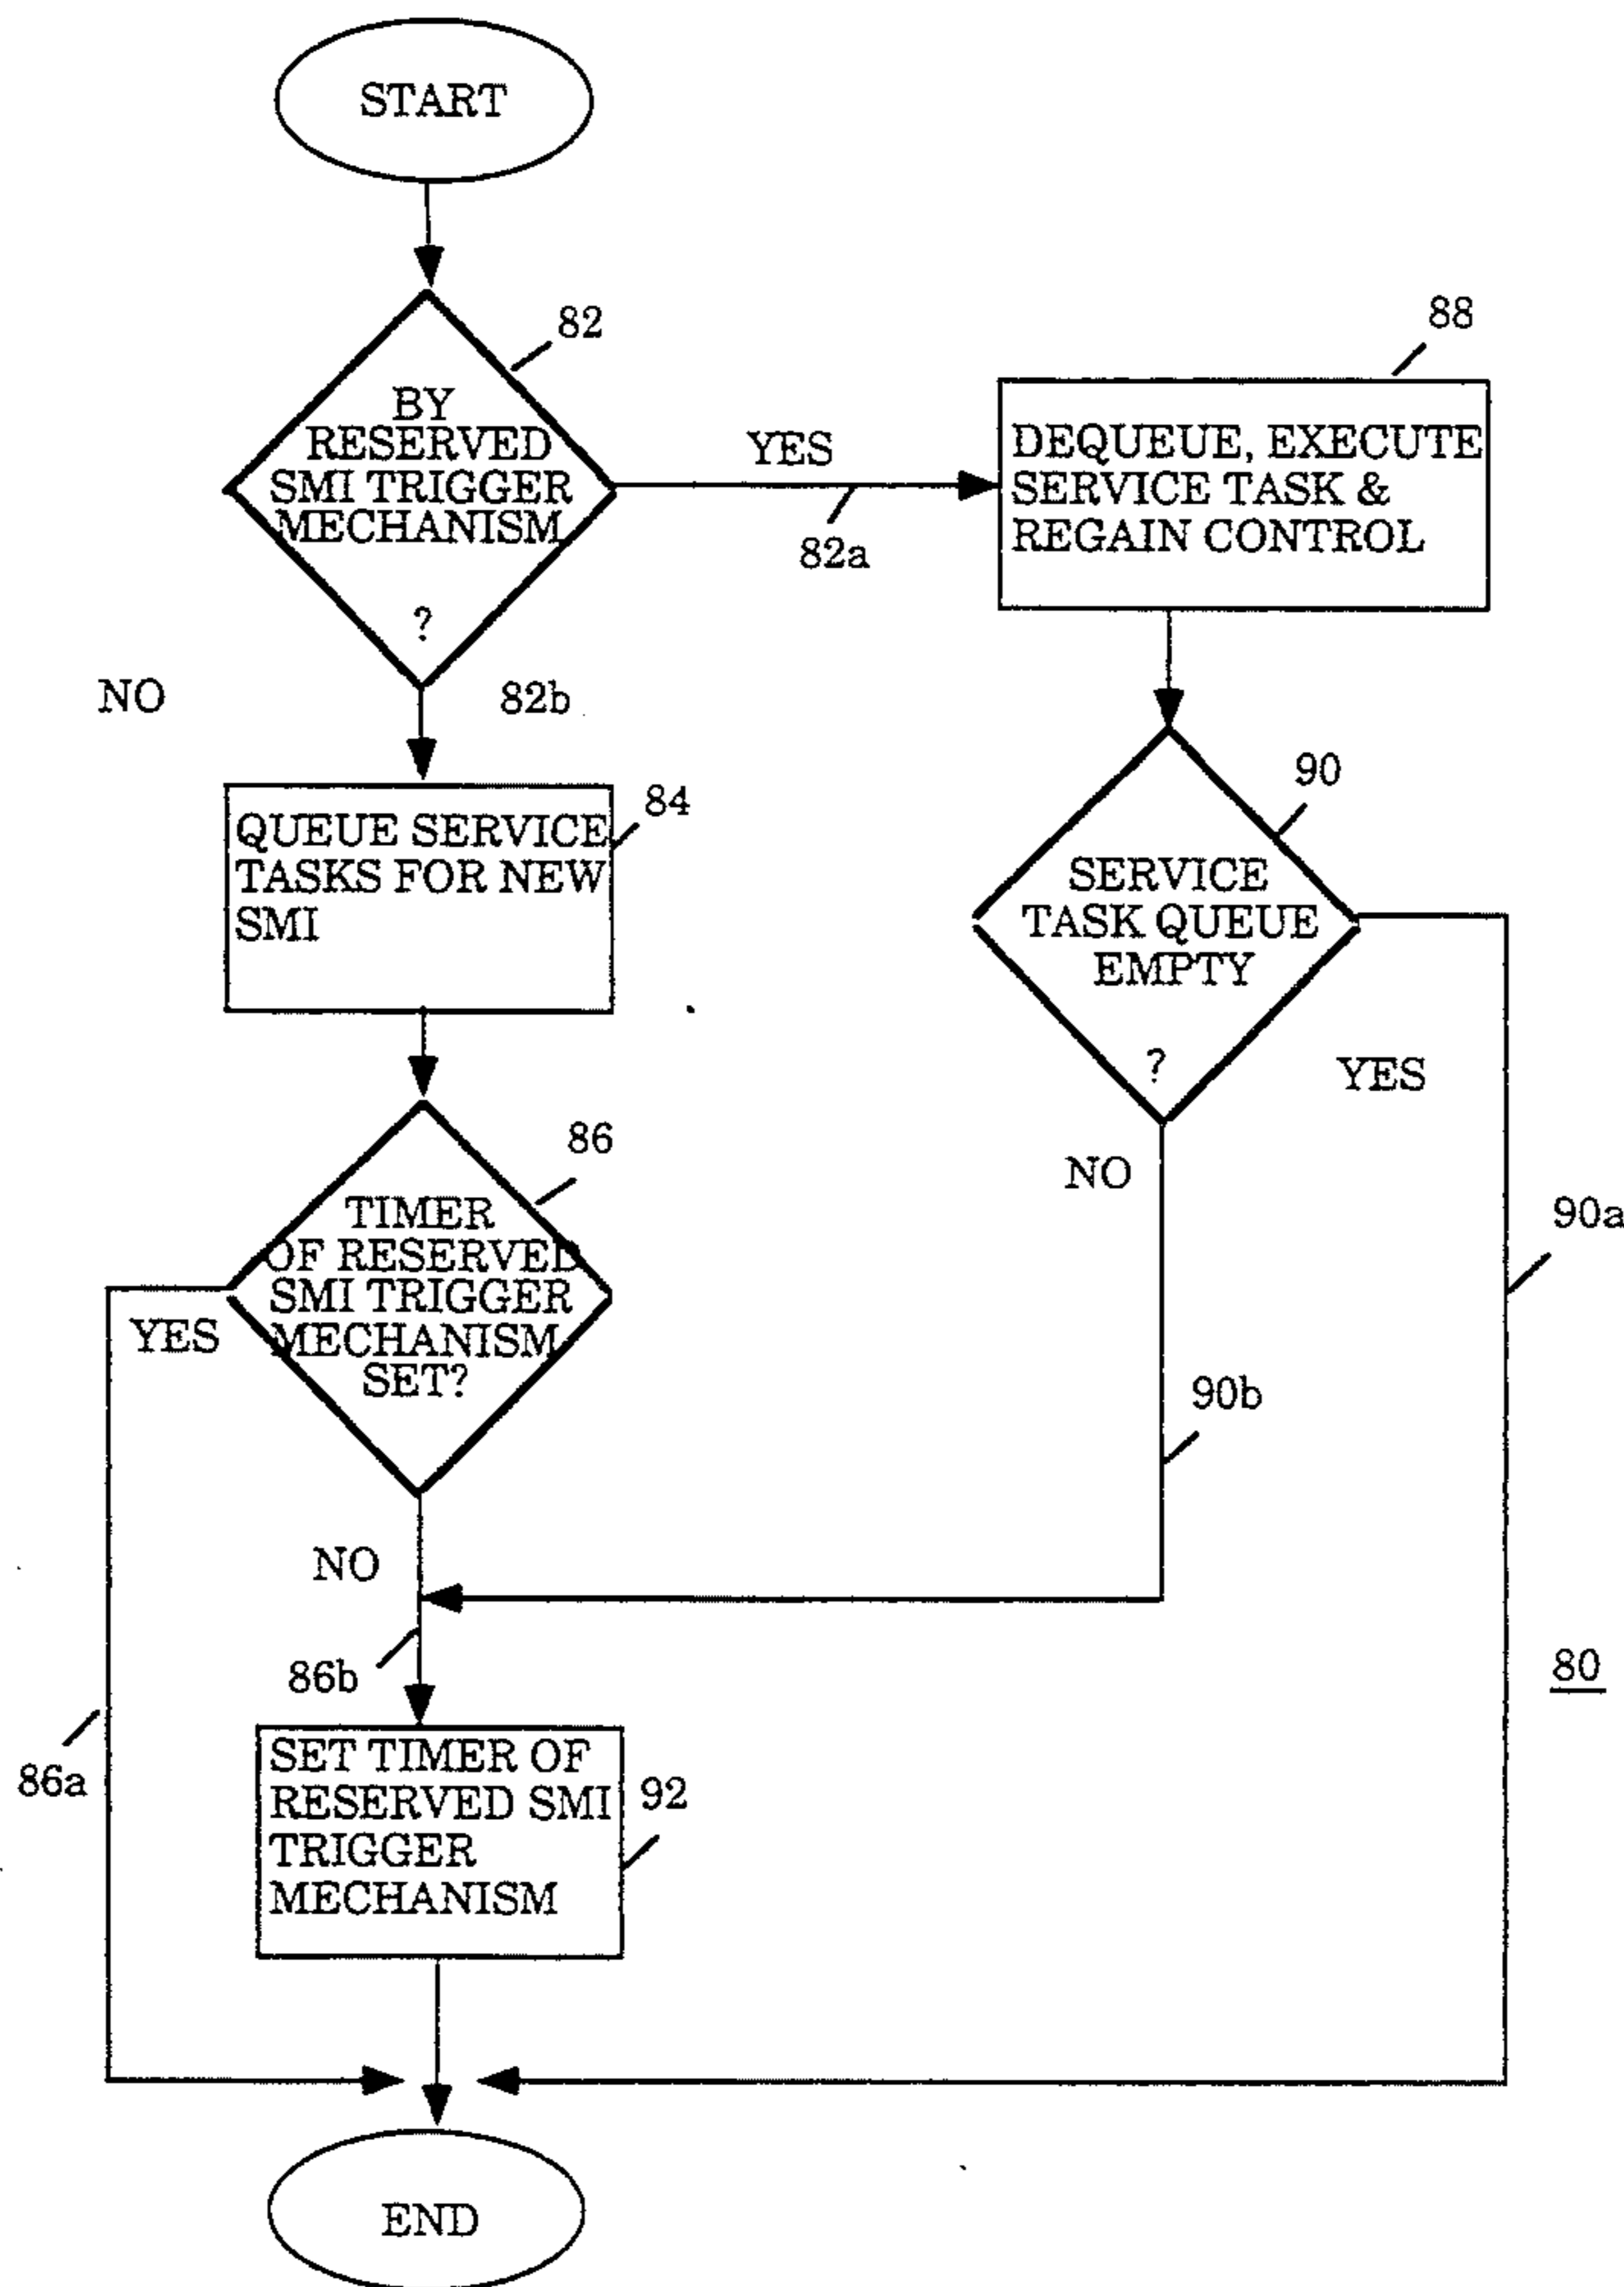 START
82
BY
RESERVED
SMI TRIGGER
MECHANISM
?
YES
82a
88
DEQUEUE, EXECUTE
SERVICE TASK &
REGAIN CONTROL
NO
82b
84
QUEUE SERVICE
TASKS FOR NEW
SMI
90
SERVICE
TASK QUEUE
EMPTY
?
YES
NO
86
TIMER
OF RESERVED
SMI TRIGGER
MECHANISM
SET?
YES
90a
90b
NO
86b
80
86a
SET TIMER OF
RESERVED SMI
TRIGGER
MECHANISM
92
END